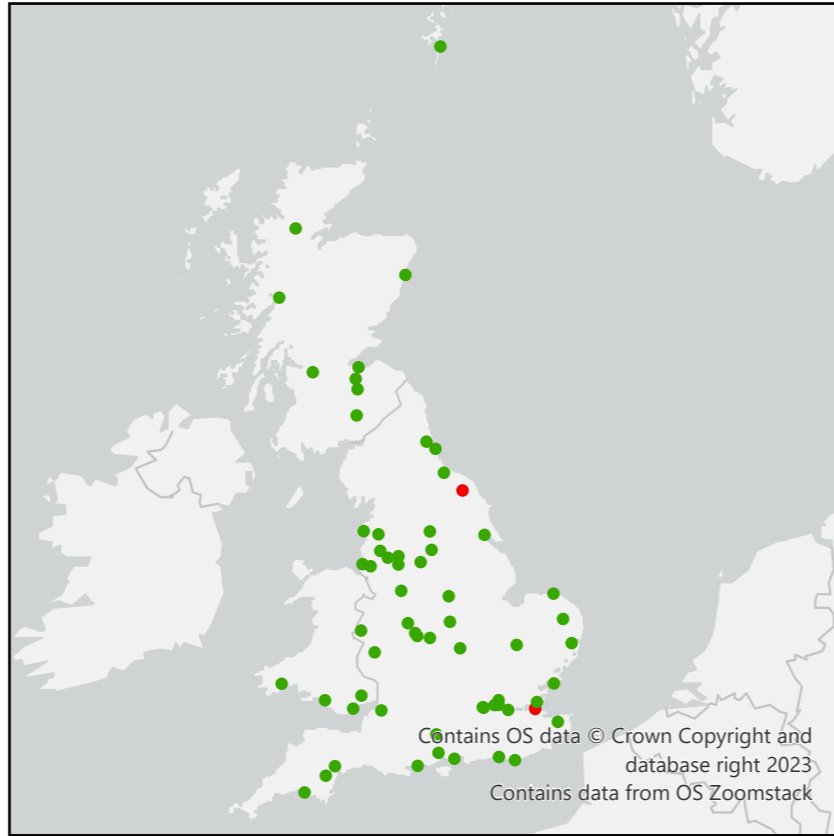 Contains OS data © Crown Copyright and
database right 2023
Contains data from OS Zoomstack